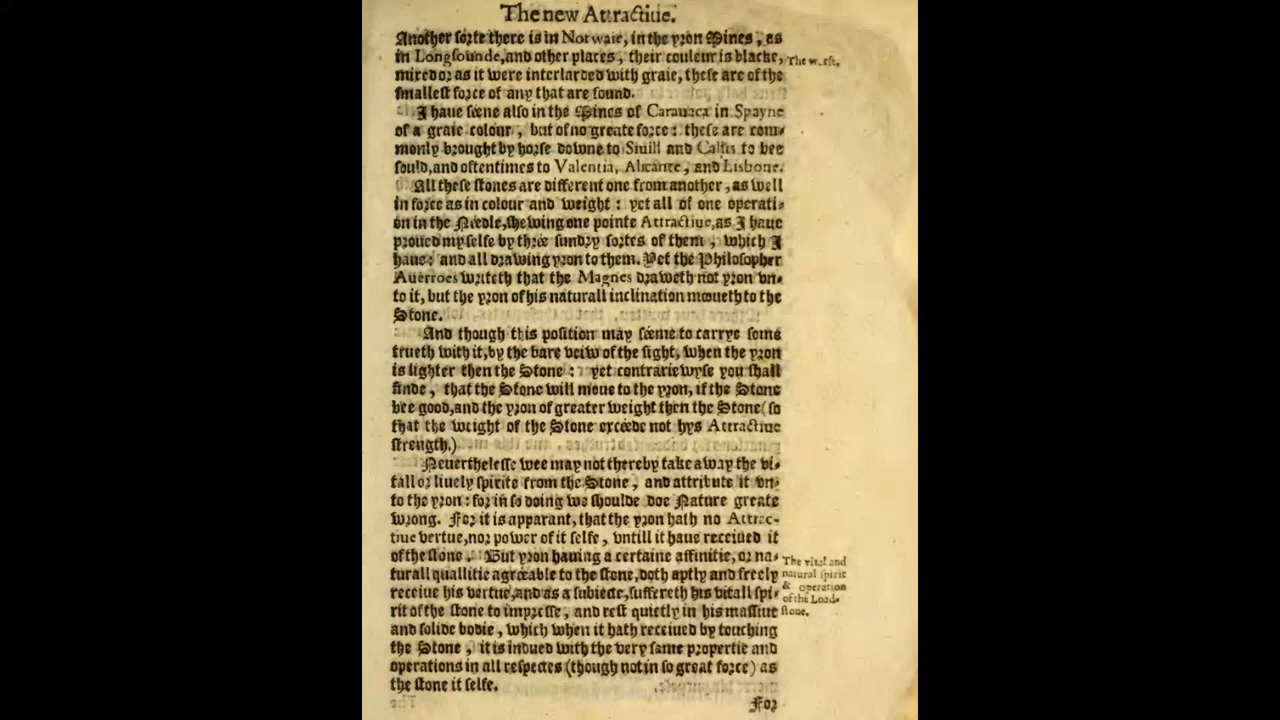 The new Attractiue.
Another sorte there is in Norwaie, in the yron Mines, as
in Longsounde, and other places, their couleur is blacke,
The worst.
mixed or as it were interlarded with graie, these are of the
smallest force of any that are found.
I haue séene also in the Mines of Carauaca in Spayne
of a graie colour, but of no great force: these are com-
monly brought by horse downe to Siuill and Calis to bee
sould, and oftentimes to Valentia, Alicante, and Lisbone.
All these stones are different one from another, as well
in force as in colour and weight: yet all of one operati-
on in the Néedle, shewing one pointe Attractiue, as I haue
proued my selfe by thrée sundry sortes of them, which I
haue: and all drawing yron to them. Yet the Philosopher
Auerroes writeth that the Magnes draweth not yron vn-
to it, but the yron of his naturall inclination mooueth to the
Stone.
And though this position may séeme to carrye some
trueth with it, by the bare veiw of the sight, when the yron
is lighter then the Stone: yet contrariewyse you shall
finde, that the Stone will moue to the yron, if the Stone
bee good, and the yron of greater weight then the Stone (so
that the weight of the Stone excéede not hys Attractiue
strength.)
Neuerthelesse wee may not thereby take away the vi-
tall or liuely spirite from the Stone, and attribute it vn-
to the yron: for in so doing we shoulde doe Nature greate
wrong. For it is apparant, that the yron hath no Attrac-
tiue vertue, nor power of it selfe, vntill it haue receiued it
of the stone. But yron hauing a certaine affinitie, or na-
turall quallitie agréeable to the stone, doth aptly and fréely
receiue his vertue, and as a subiecte, suffereth his vitall spi-
rit of the stone to impresse, and rest quietly in his massiue
and solide bodie, which when it hath receiued by touching
the Stone, it is indued with the very same propertie and
operations in all respectes (though not in so great force) as
the stone it selfe.
The vital and
natural spirit
& operation
of the Load-
stone.
For